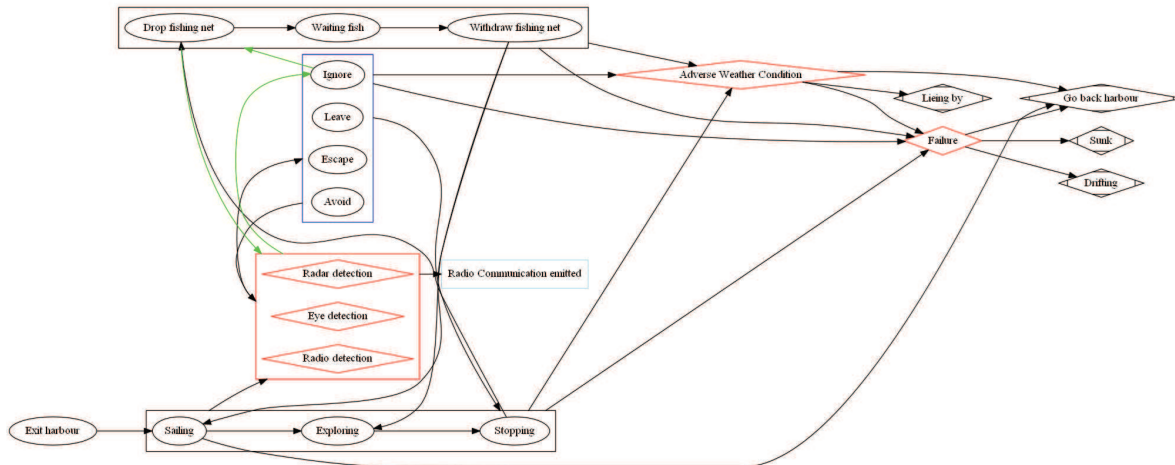 Drop fishing net
Waiting fish
Withdraw fishing net
Ignore
Adverse Weather Condition
Leave
Lieing by
Go back harbour
Escape
Failure
Sunk
Avoid
Drifting
Radar detection
Radio Communication emitted
Eye detection
Radio detection
Exit harbour
Sailing
Exploring
Stopping